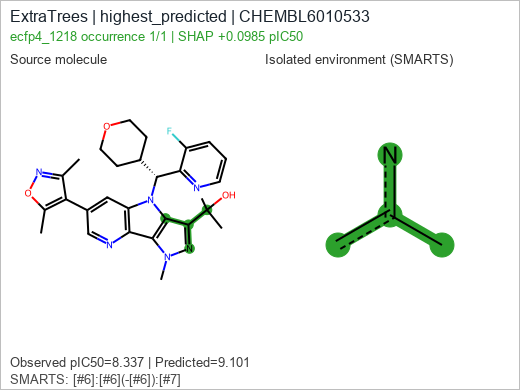 ExtraTrees | highest_predicted | CHEMBL6010533
ecfp4_1218 occurrence 1/1 | SHAP +0.0985 pIC50
Source molecule
Isolated environment (SMARTS)
O
F
N
N
O
N
N
OH
N
N
N
N
Observed pIC50=8.337 | Predicted=9.101
SMARTS: [#6]:[#6](-[#6]):[#7]